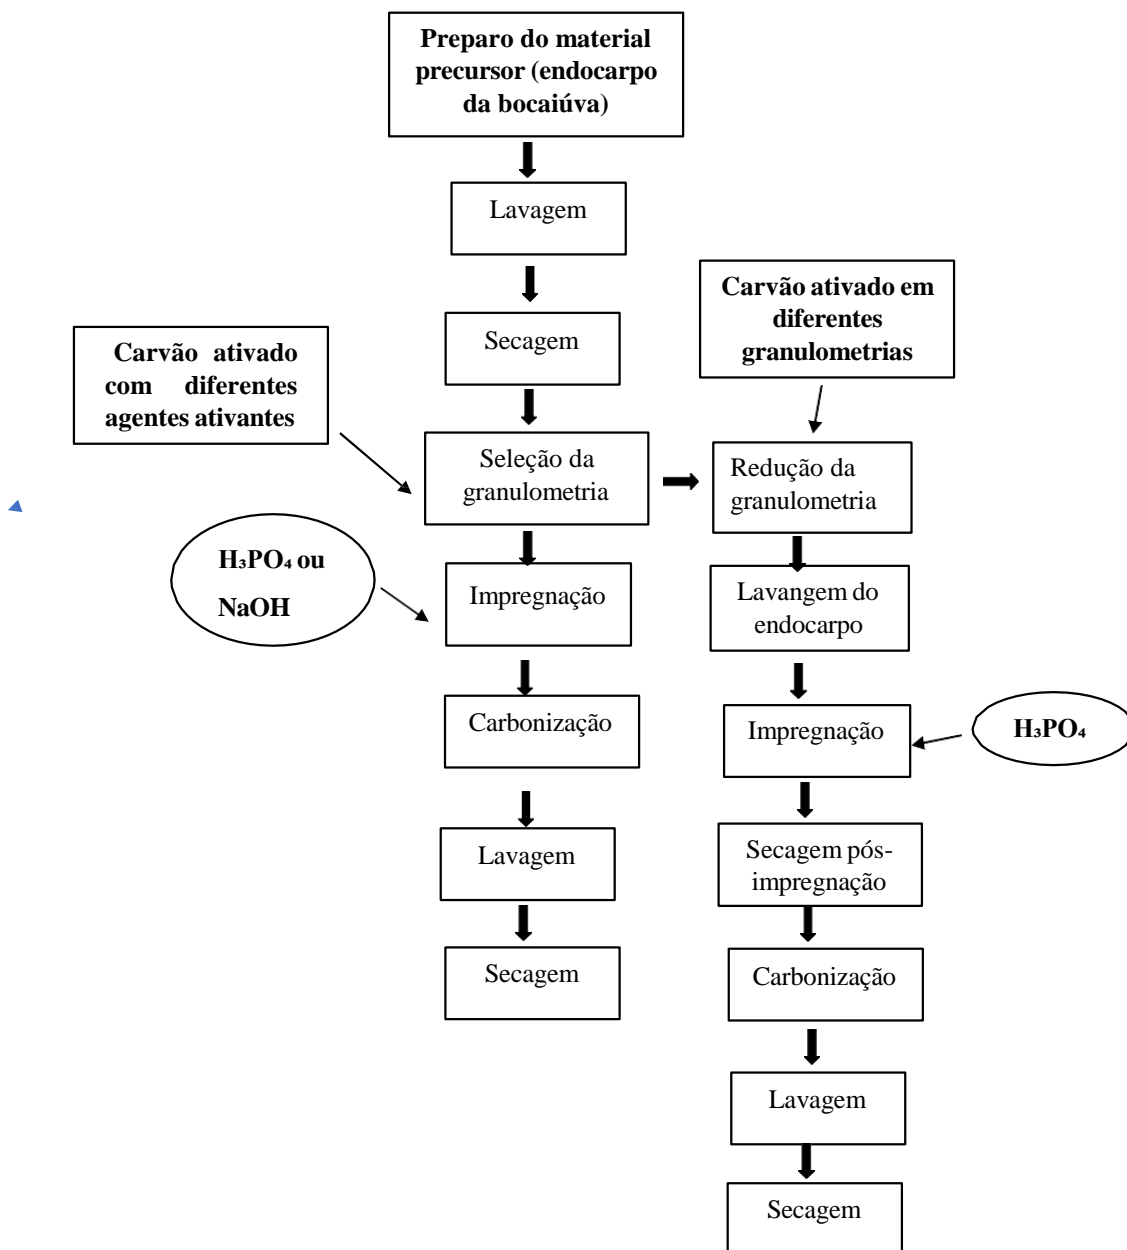 Preparo do material
precursor (endocarpo
da bocaiúva)
Lavagem
Secagem
Carvão ativado
com diferentes
agentes ativantes
Seleção da
granulometria
H₃PO₄ ou
NaOH
Impregnação
Carbonização
Lavagem
Secagem
Carvão ativado em
diferentes
granulometrias
Redução da
granulometria
Lavangem do
endocarpo
Impregnação
H₃PO₄
Secagem pós-
impregnação
Carbonização
Lavagem
Secagem